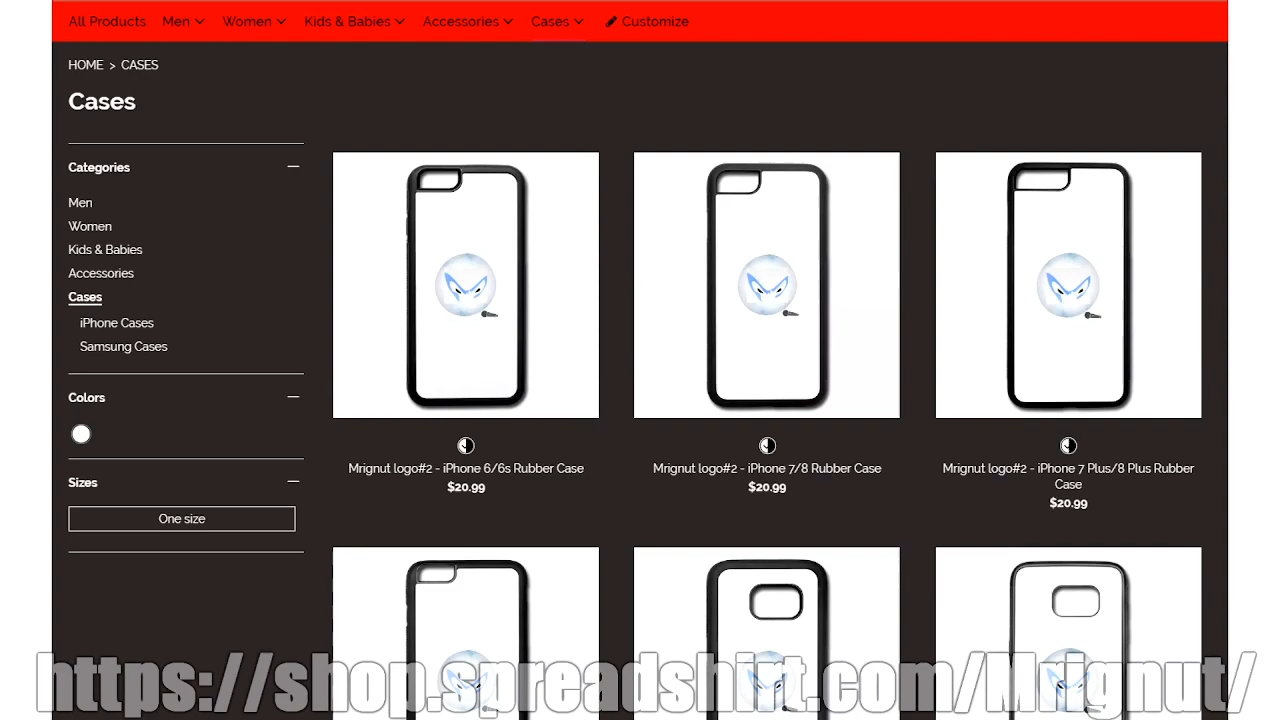 All Products Men Women Kids & Babies Accessories Cases Customize
HOME > CASES
Cases
Categories
Men
Women
Kids & Babies
Accessories
Cases
iPhone Cases
Samsung Cases
Colors
Sizes
One size
Mrignut logo#2 - iPhone 6/6s Rubber Case
$20.99
Mrignut logo#2 - iPhone 7/8 Rubber Case
$20.99
Mrignut logo#2 - iPhone 7 Plus/8 Plus Rubber
Case
$20.99
https://shop.spreadshirt.com/Mrignut/